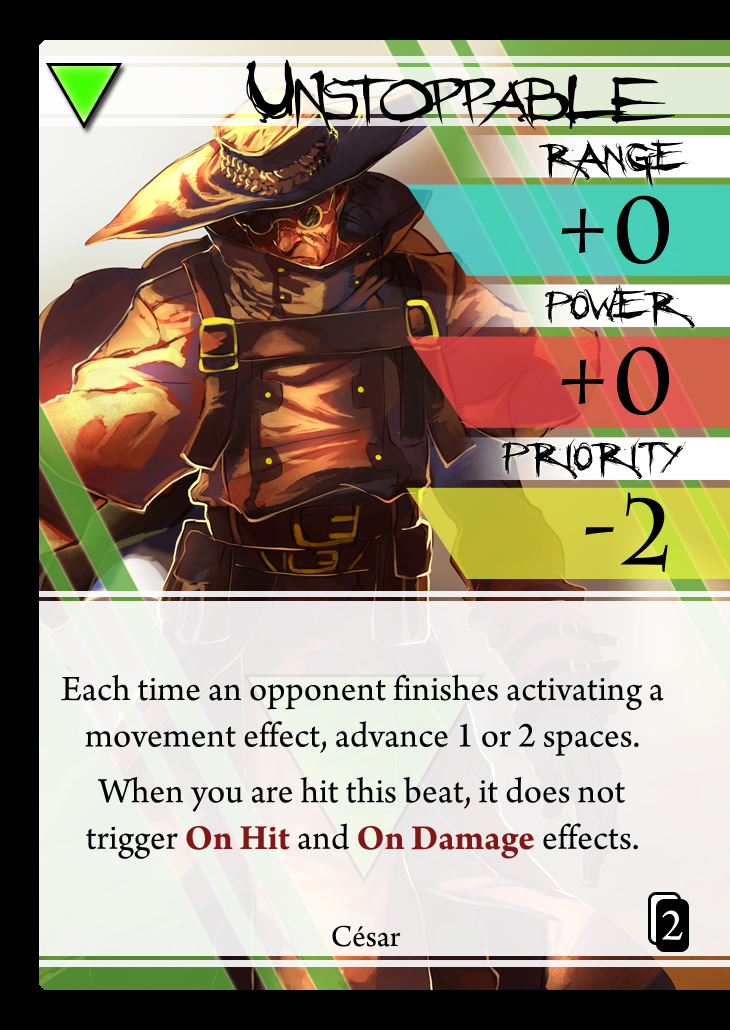 Unstoppable
Range
+0
Power
+0
Priority
-2
Each time an opponent finishes activating a
movement effect, advance 1 or 2 spaces.
When you are hit this beat, it does not
trigger On Hit and On Damage effects.
César
2